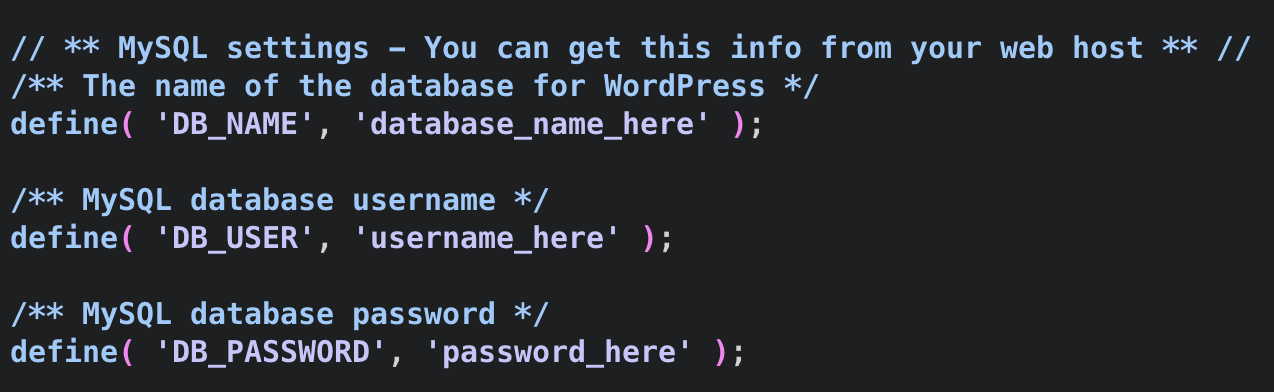 // ** MySQL settings – You can get this info from your web host ** //
/** The name of the database for WordPress */
define( 'DB_NAME', 'database_name_here' );
/** MySQL database username */
define( 'DB_USER', 'username_here' );
/** MySQL database password */
define( 'DB_PASSWORD', 'password_here' );